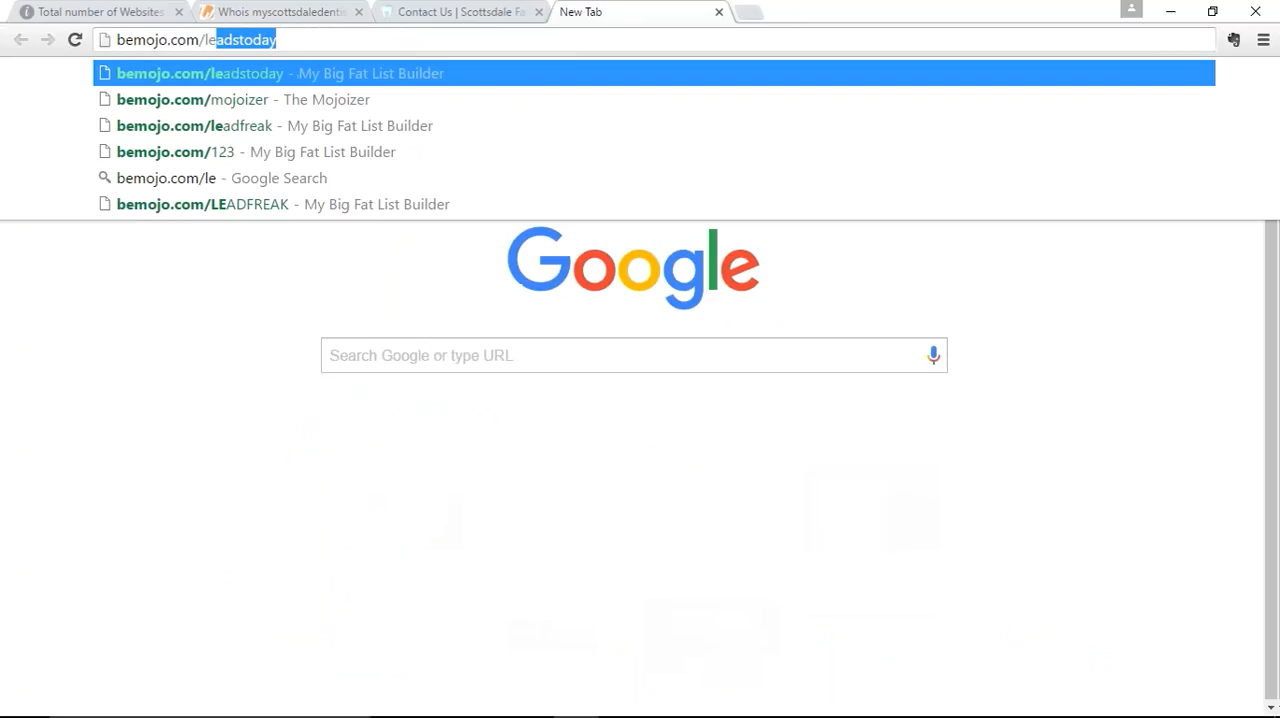 Total number of Websites
Whois myscottsdaledentis
Contact Us | Scottsdale Fa
New Tab
bemojo.com/leadstoday
bemojo.com/leadstoday - My Big Fat List Builder
bemojo.com/mojoizer - The Mojoizer
bemojo.com/leadfreak - My Big Fat List Builder
bemojo.com/123 - My Big Fat List Builder
bemojo.com/le - Google Search
bemojo.com/LEADFREAK - My Big Fat List Builder
Google
Search Google or type URL